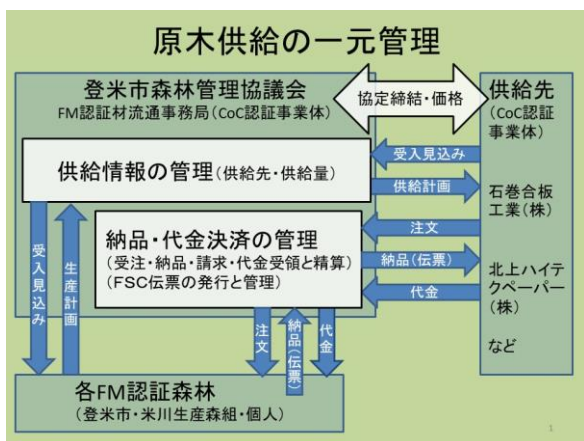 原木供給の一元管理
登米市森林管理協議会
FM認証材流通事務局(CoC認証事業体)
協定締結・価格
供給先
(CoC認証
事業体)
石巻合板
工業(株)
北上ハイテ
クペーパー
(株)
など
供給情報の管理(供給先・供給量)
受入見込み
供給計画
納品・代金決済の管理
(受注・納品・請求・代金受領と精算)
(FSC伝票の発行と管理)
注文
納品(伝票)
代金
受入見込み
生産計画
注文
納品(伝票)
代金
各FM認証森林
(登米市・米川生産森組・個人)
1